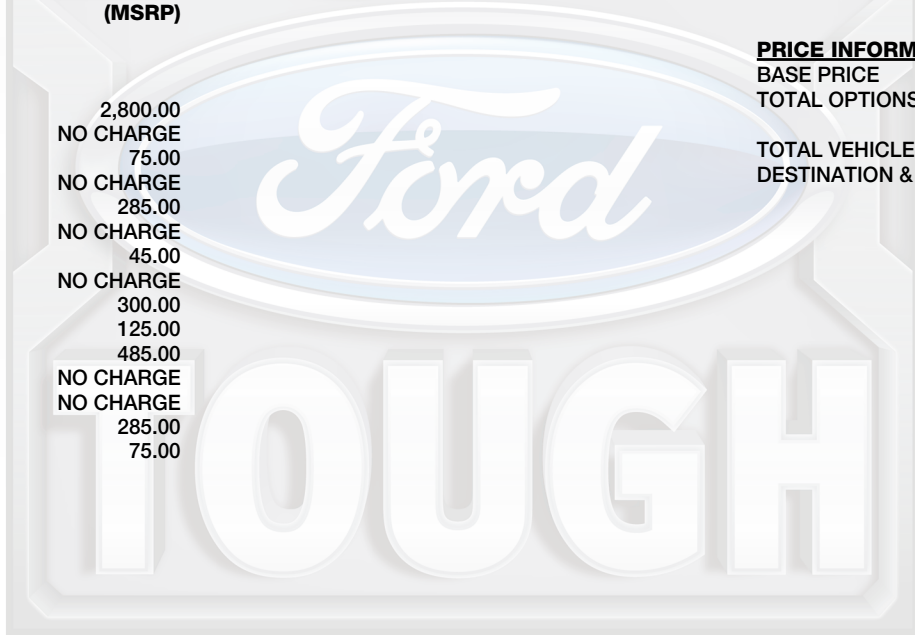 (MSRP)
2,800.00
NO CHARGE
75.00
NO CHARGE
285.00
NO CHARGE
45.00
NO CHARGE
300.00
125.00
485.00
NO CHARGE
NO CHARGE
285.00
75.00
PRICE INFORM
BASE PRICE
TOTAL OPTIONS
TOTAL VEHICLE
DESTINATION &
Ford
TOUGH